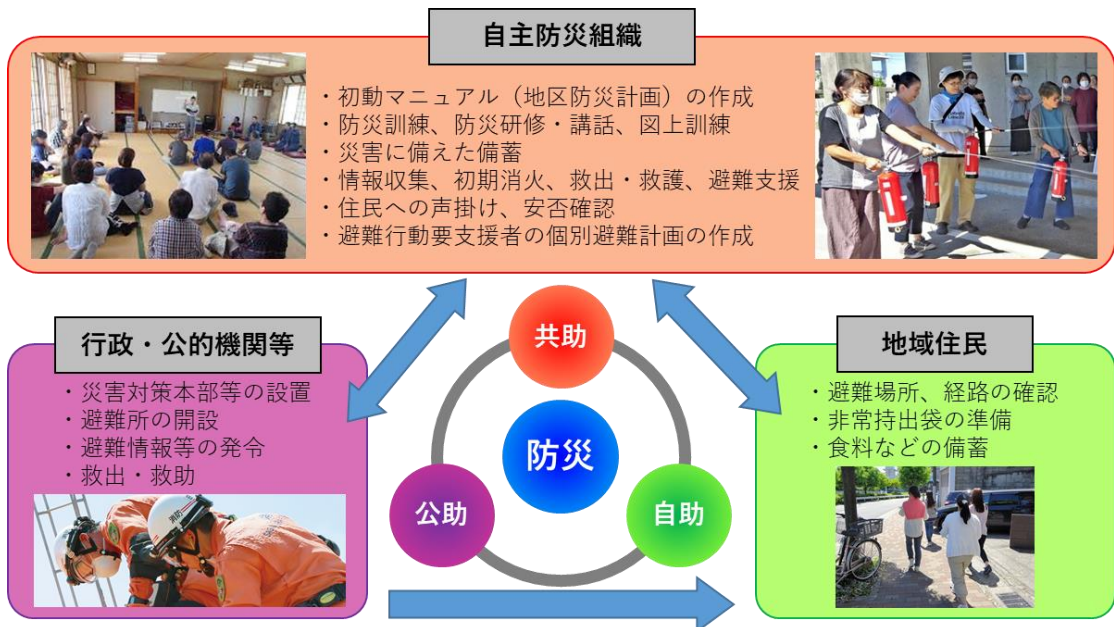 自主防災組織
・初動マニュアル（地区防災計画）の作成
・防災訓練、防災研修・講話、図上訓練
・災害に備えた備蓄
・情報収集、初期消火、救出・救護、避難支援
・住民への声掛け、安否確認
・避難行動要支援者の個別避難計画の作成
行政・公的機関等
・災害対策本部等の設置
・避難所の開設
・避難情報等の発令
・救出・救助
共助
防災
公助
自助
地域住民
・避難場所、経路の確認
・非常持出袋の準備
・食料などの備蓄
消防